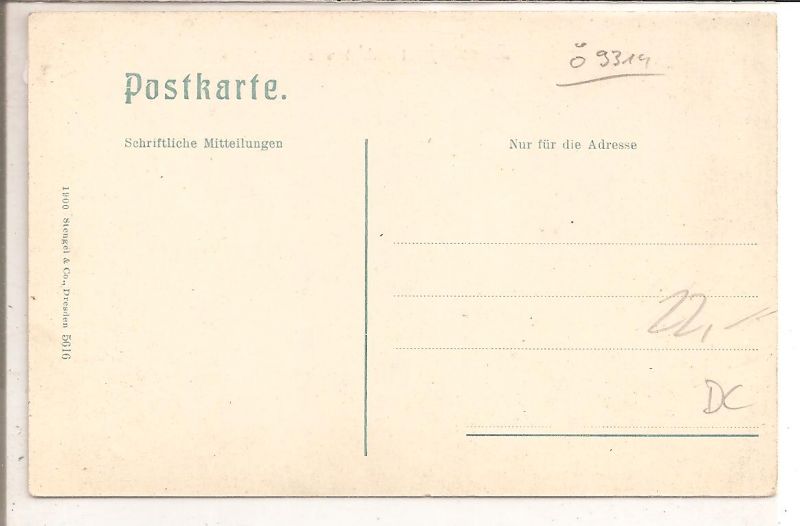 Ö 9314
Postkarte.
Schriftliche Mitteilungen
Nur für die Adresse
1900 Stengel & Co., Dresden 5616
22,-
DC